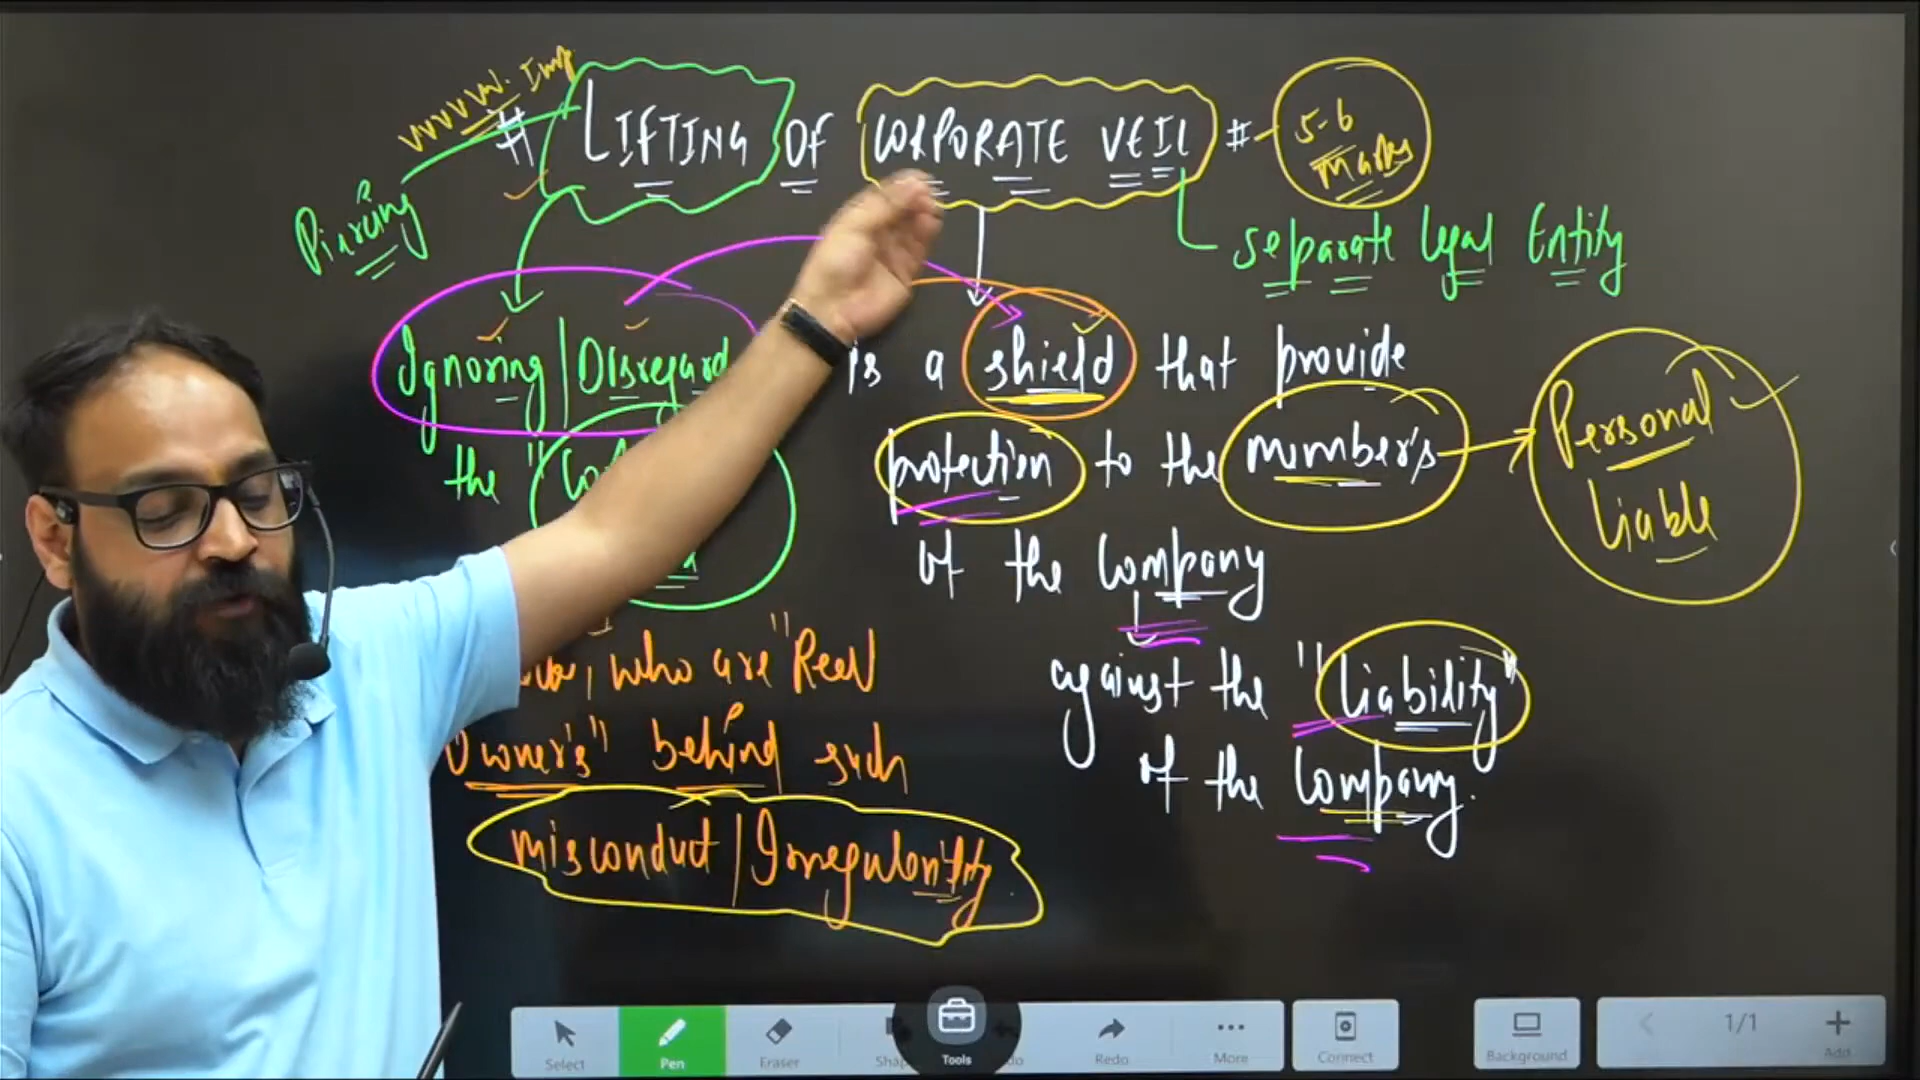 VVVVVV. Imp
# LIFTING OF CORPORATE VEIL #
5-6
Marks
Piercing
Separate Legal Entity
Ignoring | Disregard
the "Co
is a shield that provide
protection to the member's
of the Company
against the "Liability"
of the Company.
Personal
Liable
, who are "Real
Owner's" behind such
misconduct | Irregularity
Select
Pen
Eraser
Tools
Redo
More
Connect
Background
1/1
Add